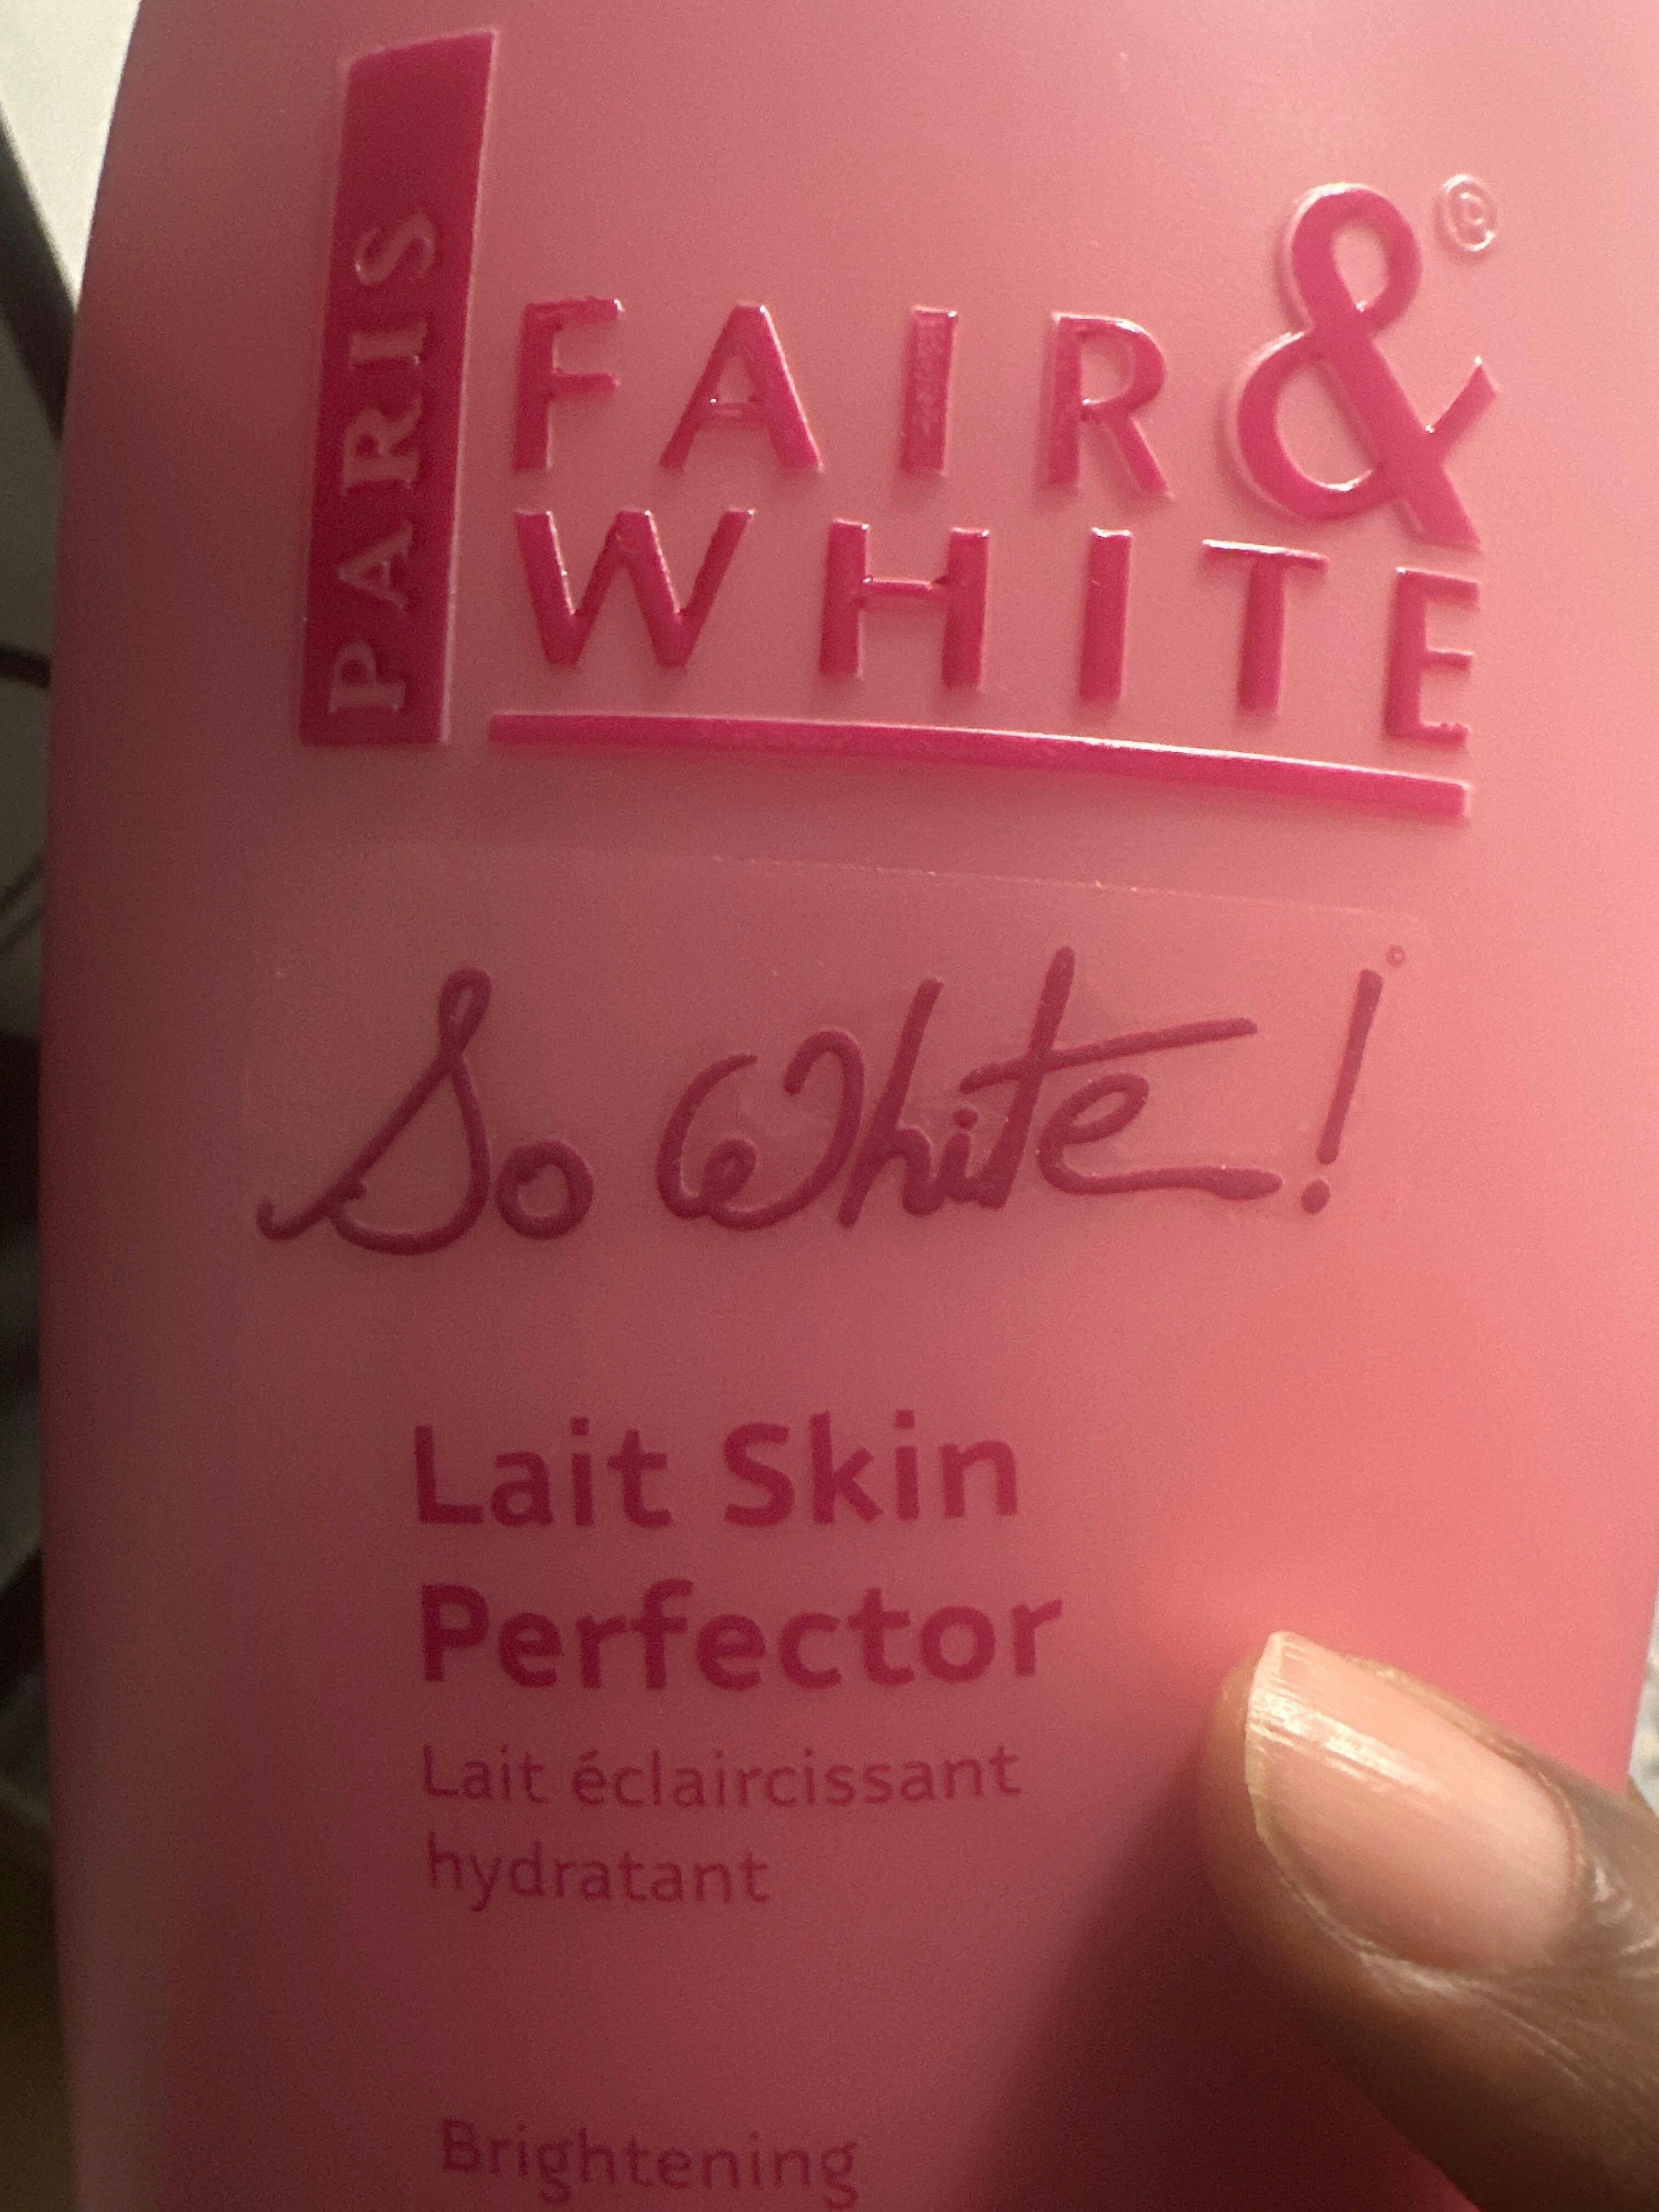 PARIS
FAIR &®
WHITE
So White!
Lait Skin
Perfector
Lait éclaircissant
hydratant
Brightening